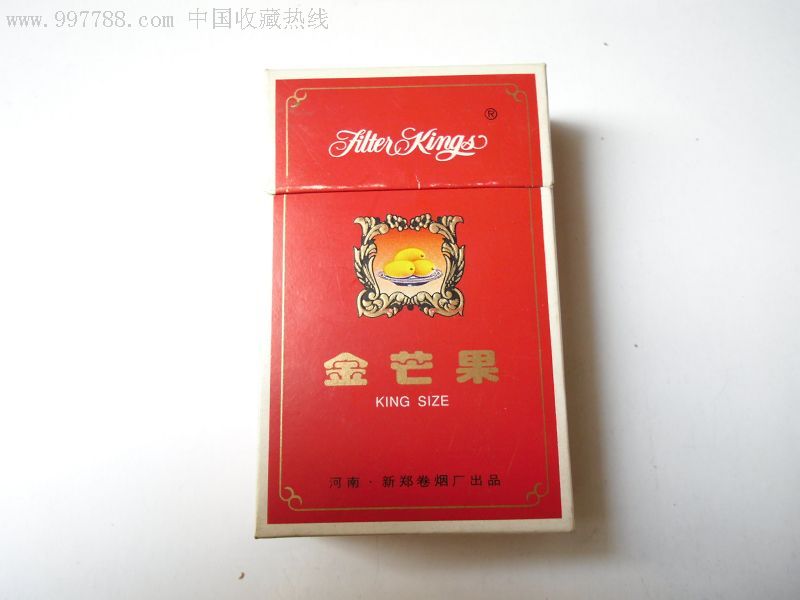 www.997788.com 中国收藏热线
®
Filter Kings
金芒果
KING SIZE
河南·新郑卷烟厂出品